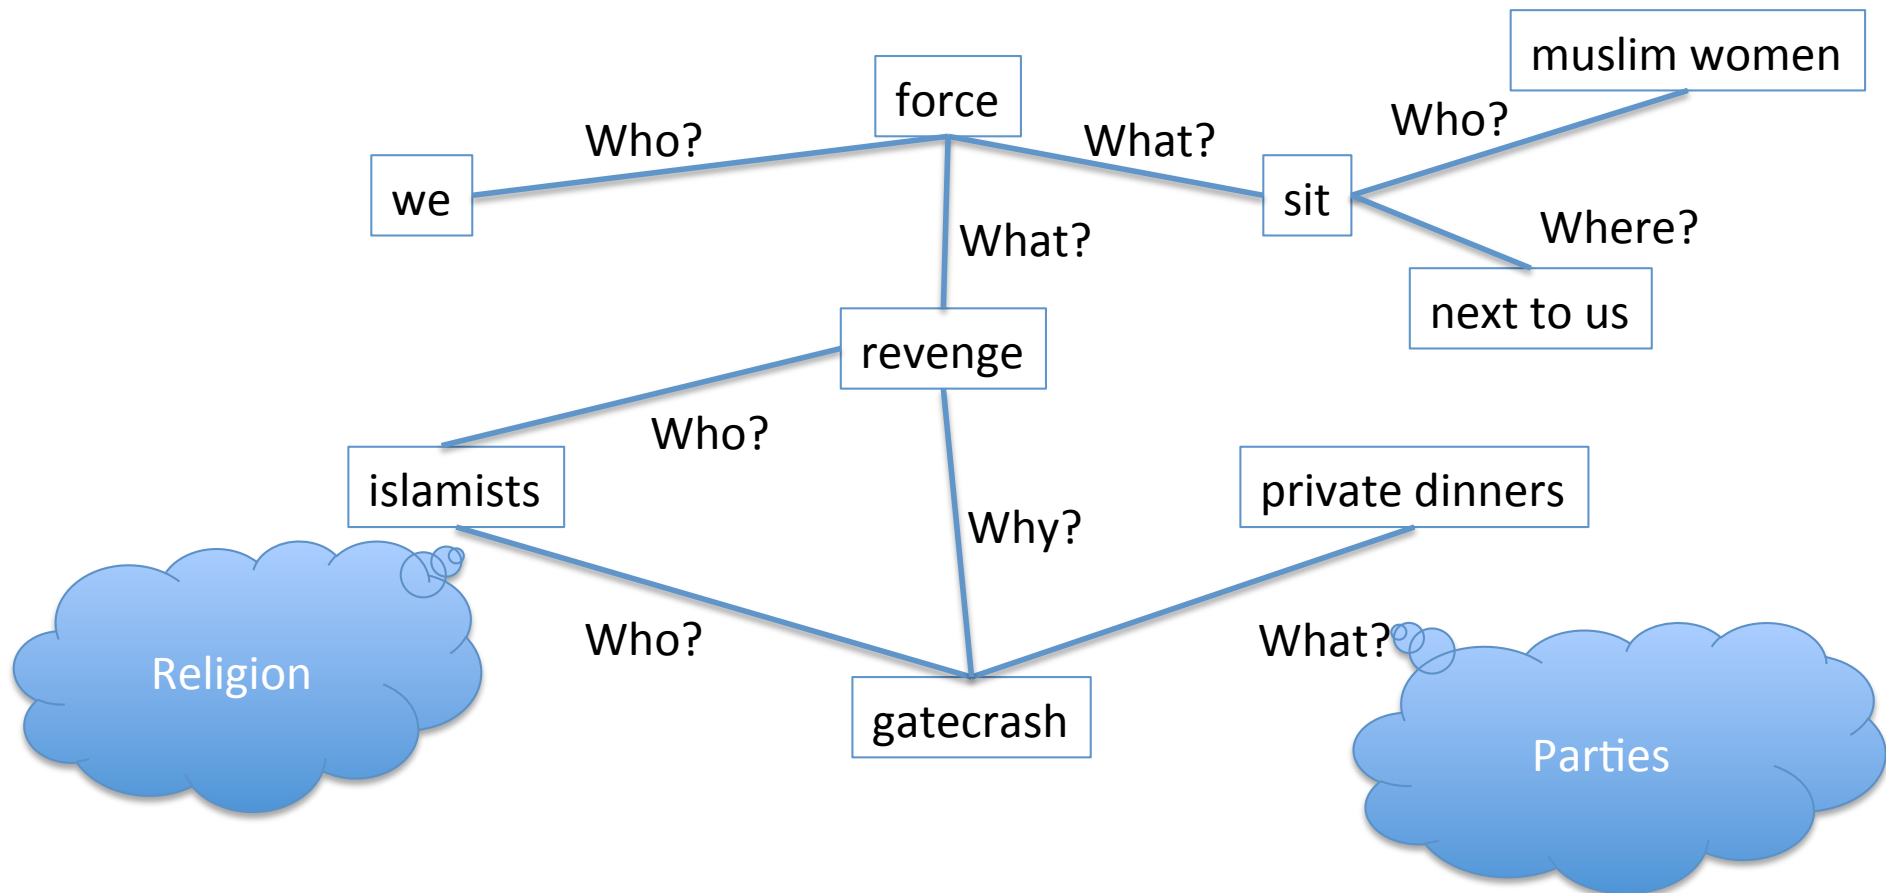 muslim women
force
Who?
Who?
What?
we
sit
Where?
What?
next to us
revenge
Who?
islamists
private dinners
Why?
Who?
What?
Religion
gatecrash
Parties